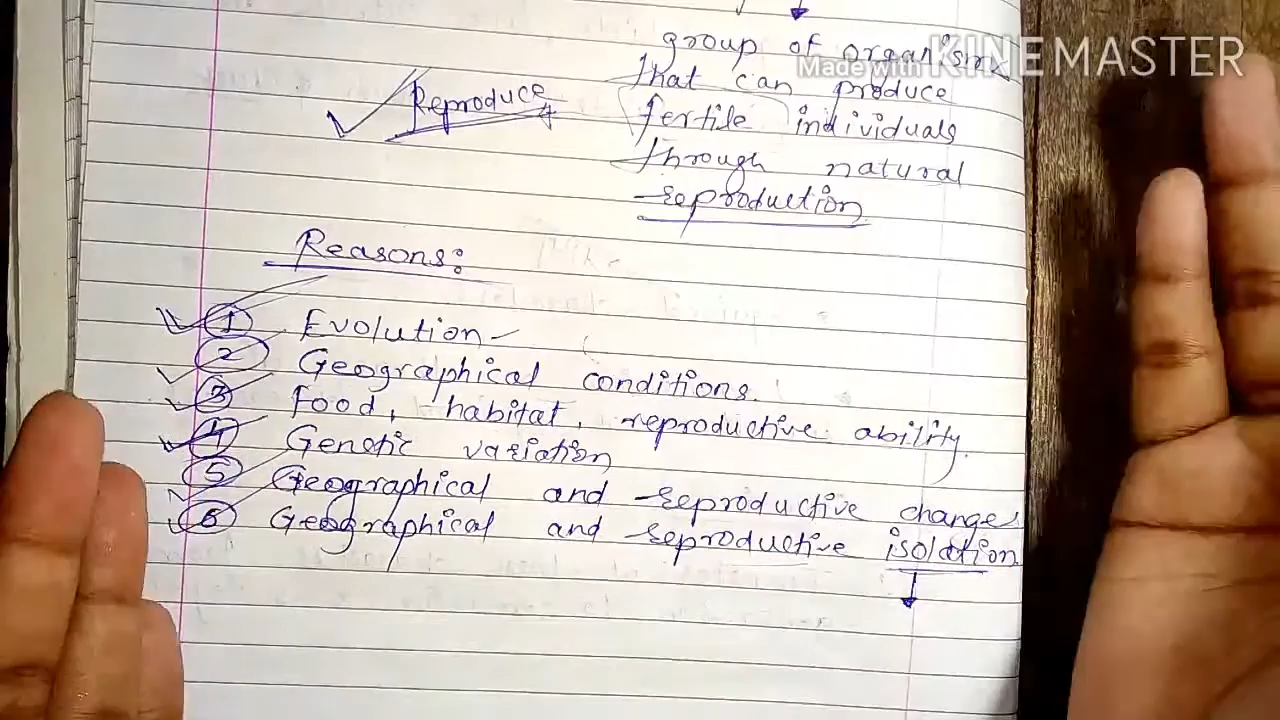 group of organisms
Made with KINEMASTER
that can produce
Reproduce
fertile individuals
through natural
reproduction
Reasons:
1 Evolution
2 Geographical conditions.
3 Food, habitat, reproductive ability.
4 Genetic variation
5 Geographical and reproductive changes
6 Geographical and reproductive isolation